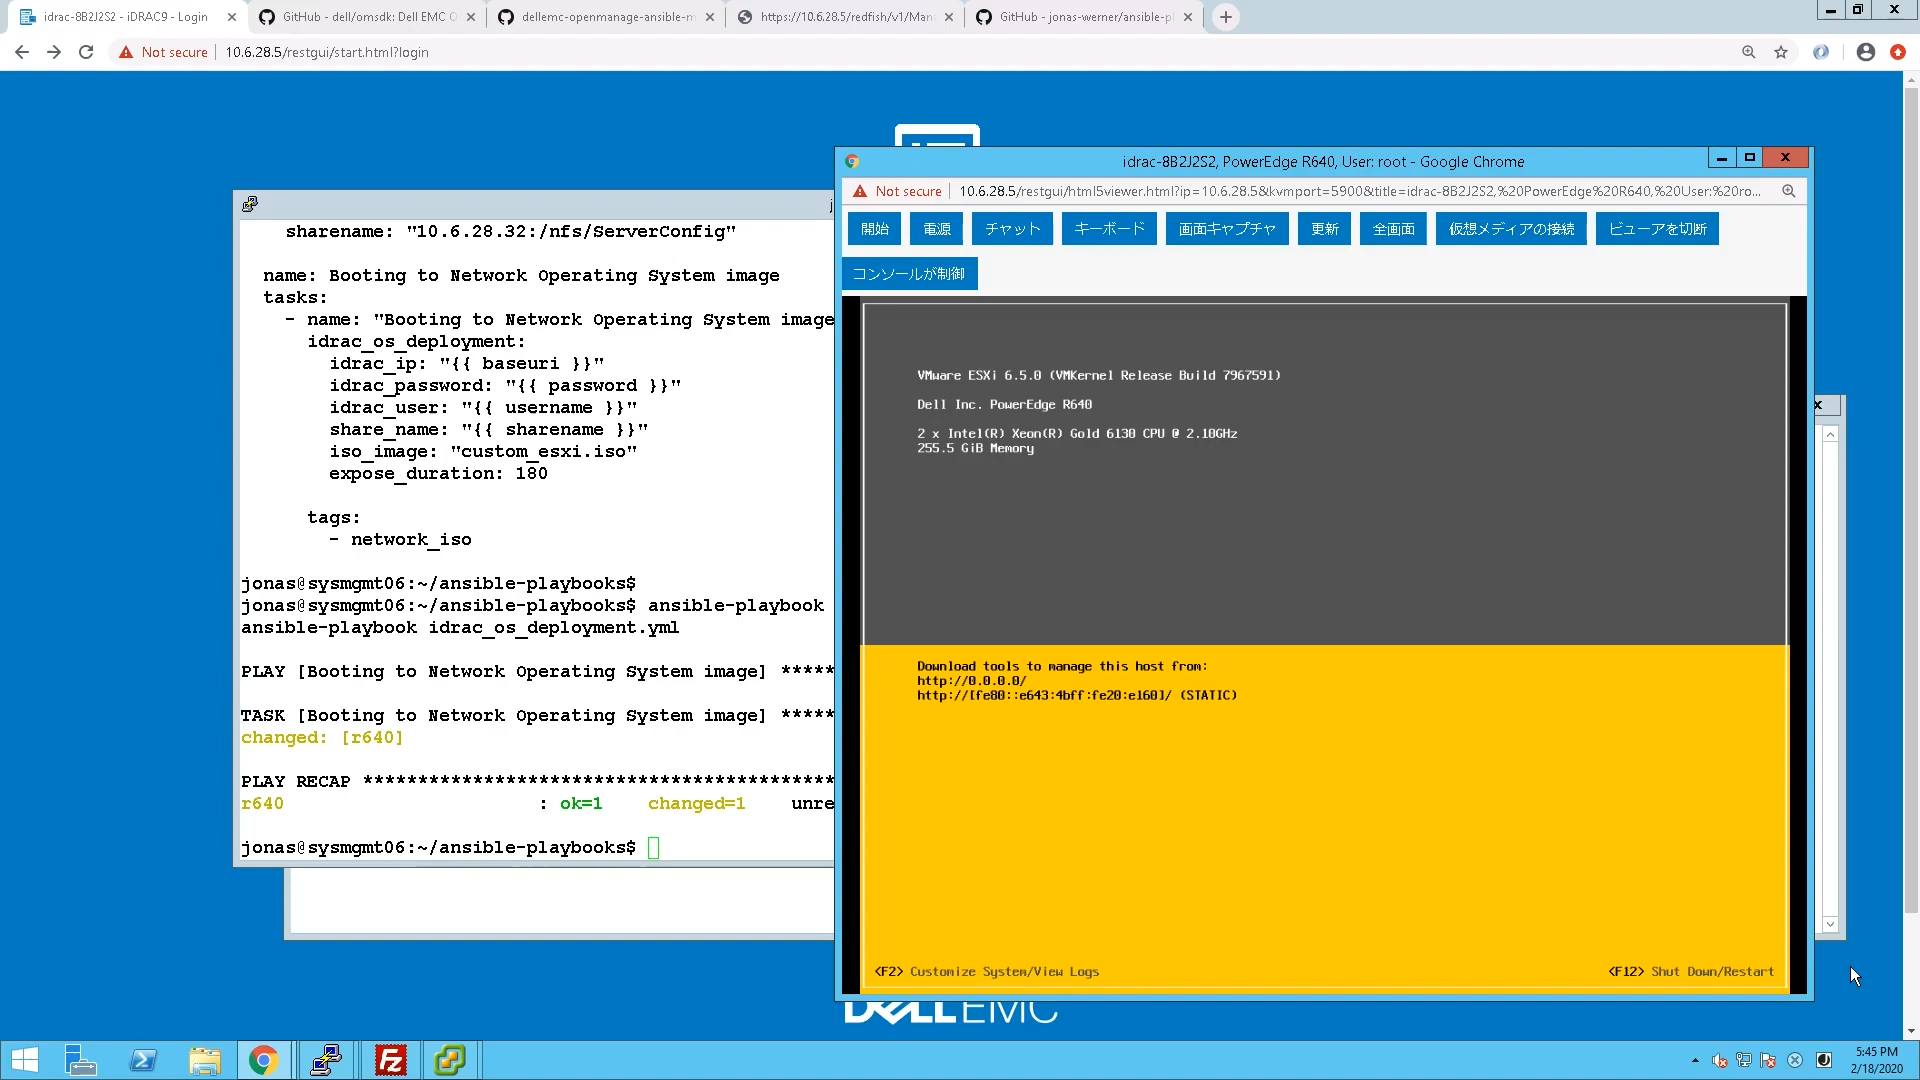 idrac-8B2J2S2 - iDRAC9 - Login
GitHub - dell/omsdk: Dell EMC O
dellemc-openmanage-ansible-m
https://10.6.28.5/redfish/v1/Man
GitHub - jonas-werner/ansible-pl
Not secure
10.6.28.5/restgui/start.html?login
sharename: "10.6.28.32:/nfs/ServerConfig"
name: Booting to Network Operating System image
tasks:
- name: "Booting to Network Operating System image
idrac_os_deployment:
idrac_ip: "{{ baseuri }}"
idrac_password: "{{ password }}"
idrac_user: "{{ username }}"
share_name: "{{ sharename }}"
iso_image: "custom_esxi.iso"
expose_duration: 180
tags:
- network_iso
jonas@sysmgmt06:~/ansible-playbooks$
jonas@sysmgmt06:~/ansible-playbooks$ ansible-playbook
ansible-playbook idrac_os_deployment.yml
PLAY [Booting to Network Operating System image] *****
TASK [Booting to Network Operating System image] *****
changed: [r640]
PLAY RECAP *******************************************
r640 : ok=1 changed=1 unre
jonas@sysmgmt06:~/ansible-playbooks$
idrac-8B2J2S2, PowerEdge R640, User: root - Google Chrome
Not secure
10.6.28.5/restgui/html5viewer.html?ip=10.6.28.5&kvmport=5900&title=idrac-8B2J2S2,%20PowerEdge%20R640,%20User:%20ro...
開始
電源
チャット
キーボード
画面キャプチャ
更新
全画面
仮想メディアの接続
ビューアを切断
コンソールが制御
VMware ESXi 6.5.0 (VMKernel Release Build 7967591)
Dell Inc. PowerEdge R640
2 x Intel(R) Xeon(R) Gold 6130 CPU @ 2.10GHz
255.5 GiB Memory
Download tools to manage this host from:
http://0.0.0.0/
http://[fe80::e643:4bff:fe20:e160]/ (STATIC)
<F2> Customize System/View Logs
<F12> Shut Down/Restart
DELLEMC
5:45 PM
2/18/2020